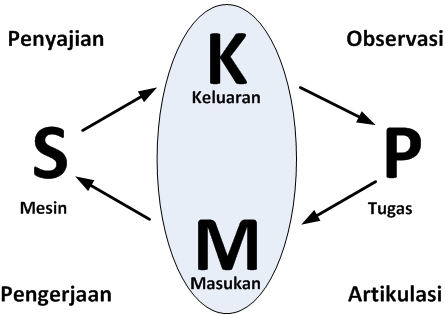 Penyajian
Observasi
K
Keluaran
S
Mesin
P
Tugas
M
Masukan
Pengerjaan
Artikulasi